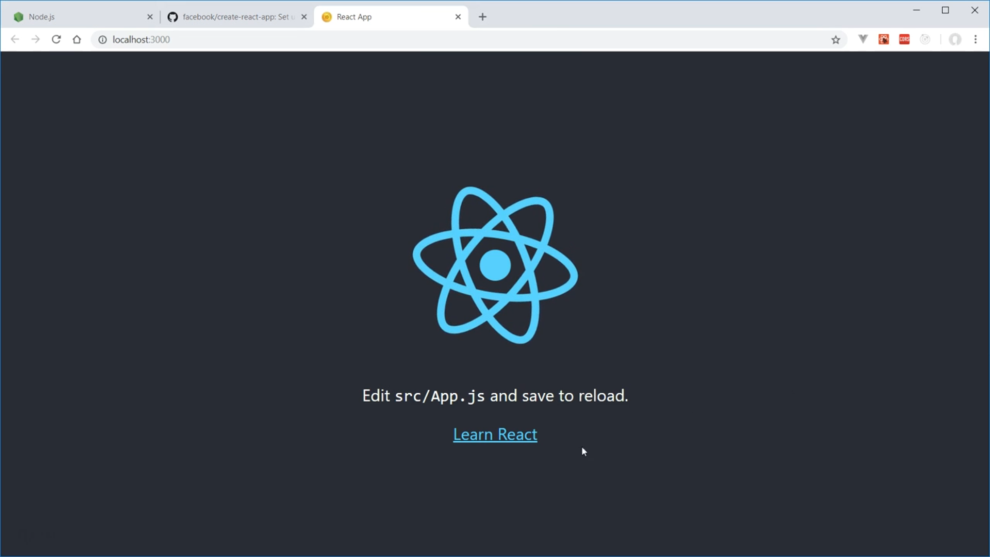 Node.js
facebook/create-react-app: Set u
React App
localhost:3000
CORS
Edit src/App.js and save to reload.
Learn React